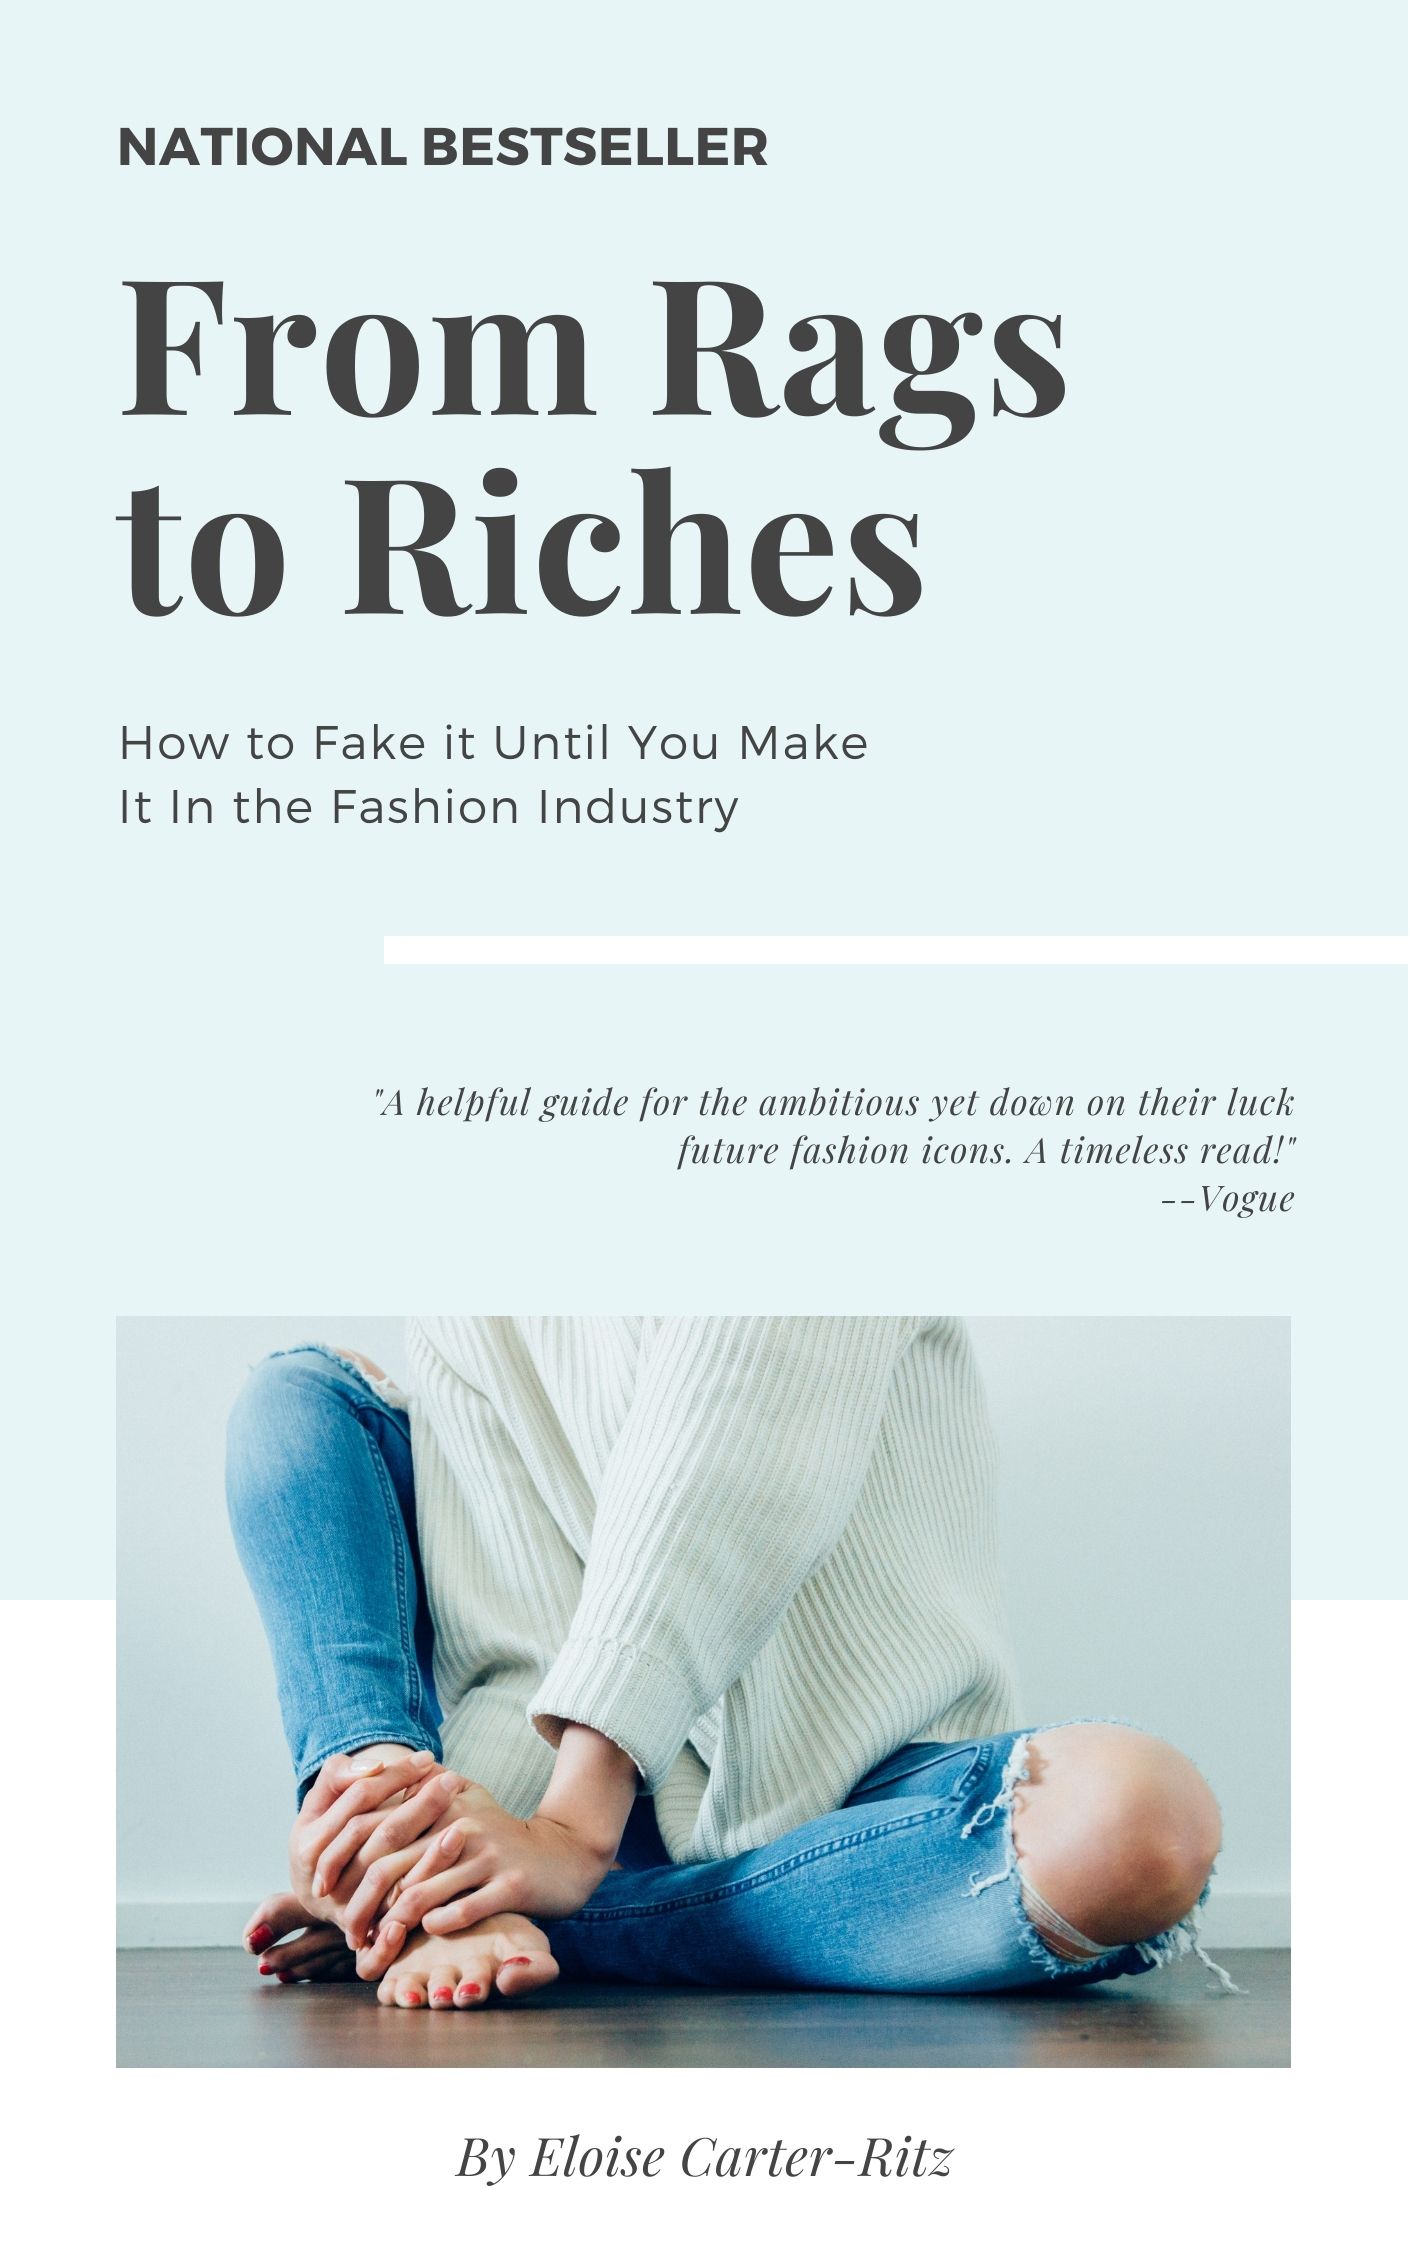 NATIONAL BESTSELLER
From Rags
to Riches
How to Fake it Until You Make
It In the Fashion Industry
"A helpful guide for the ambitious yet down on their luck
future fashion icons. A timeless read!"
--Vogue
By Eloise Carter-Ritz